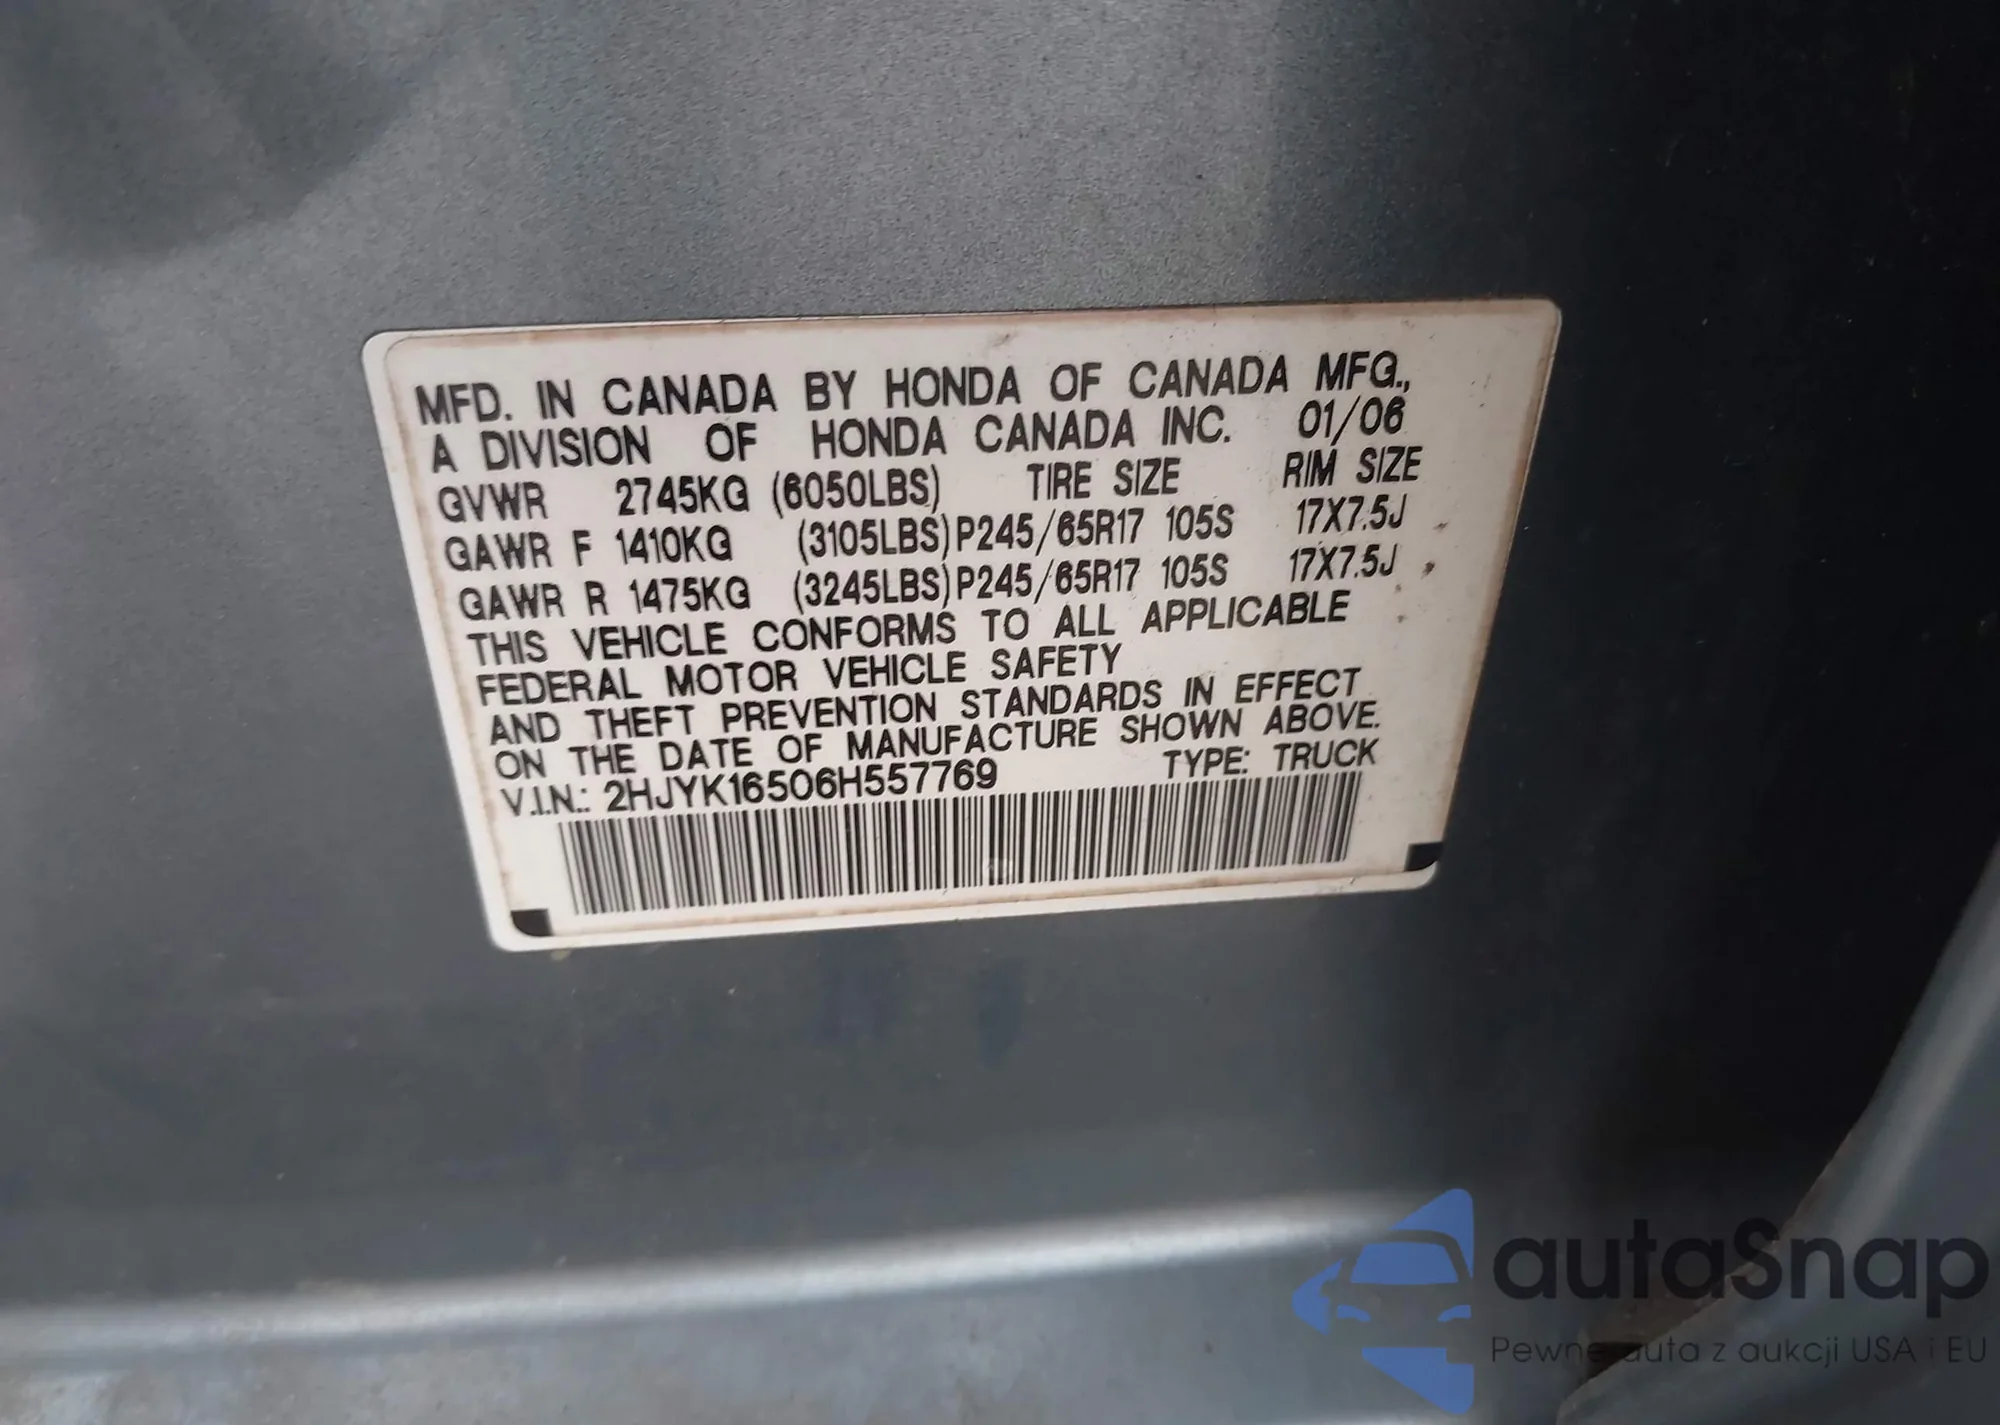 MFD. IN CANADA BY HONDA OF CANADA MFG.,
A DIVISION OF HONDA CANADA INC. 01/06
GVWR 2745KG (6050LBS) TIRE SIZE RIM SIZE
GAWR F 1410KG (3105LBS) P245/65R17 105S 17X7.5J
GAWR R 1475KG (3245LBS) P245/65R17 105S 17X7.5J
THIS VEHICLE CONFORMS TO ALL APPLICABLE
FEDERAL MOTOR VEHICLE SAFETY
AND THEFT PREVENTION STANDARDS IN EFFECT
ON THE DATE OF MANUFACTURE SHOWN ABOVE.
V.I.N.: 2HJYK16506H557769 TYPE: TRUCK
autaSnap
Pewne auta z aukcji USA i EU